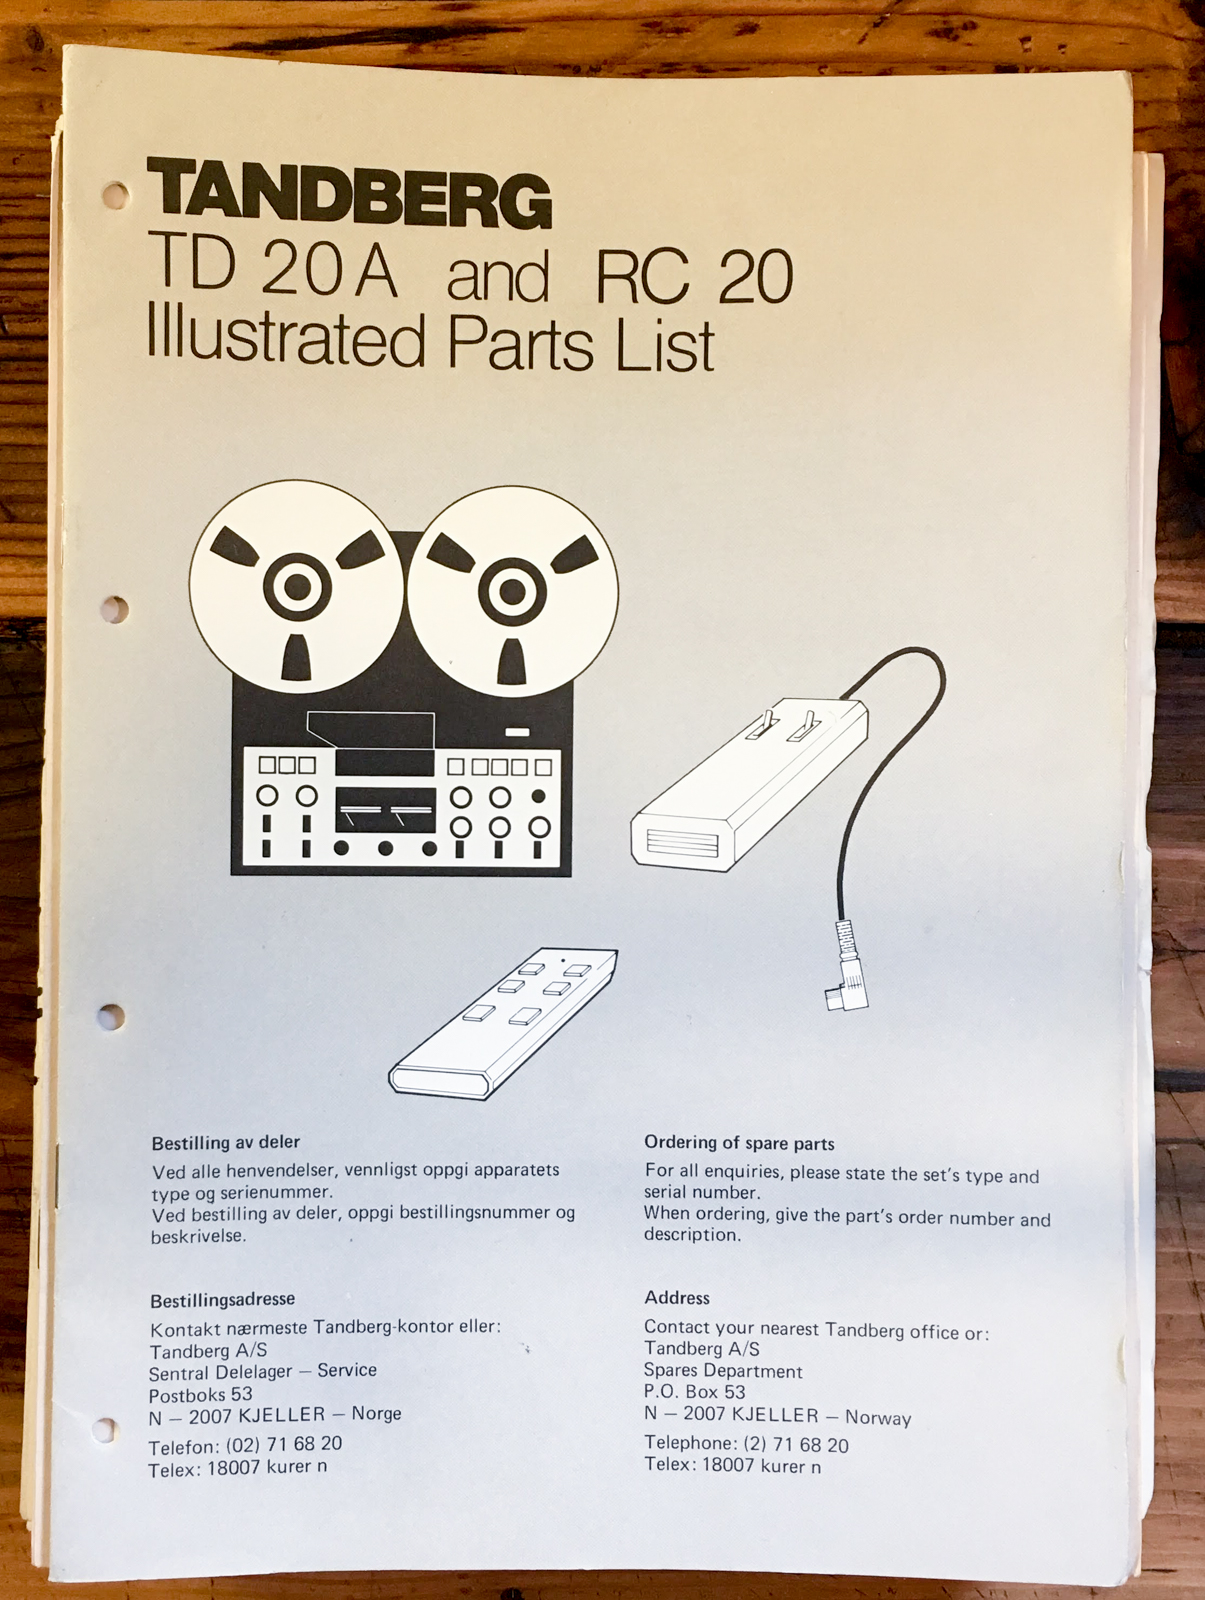 TANDBERG
TD 20 A and RC 20
Illustrated Parts List
Bestilling av deler
Ved alle henvendelser, vennligst oppgi apparatets
type og serienummer.
Ved bestilling av deler, oppgi bestillingsnummer og
beskrivelse.
Bestillingsadresse
Kontakt nærmeste Tandberg-kontor eller:
Tandberg A/S
Sentral Delelager – Service
Postboks 53
N – 2007 KJELLER – Norge
Telefon: (02) 71 68 20
Telex: 18007 kurer n
Ordering of spare parts
For all enquiries, please state the set's type and
serial number.
When ordering, give the part's order number and
description.
Address
Contact your nearest Tandberg office or:
Tandberg A/S
Spares Department
P.O. Box 53
N – 2007 KJELLER – Norway
Telephone: (2) 71 68 20
Telex: 18007 kurer n